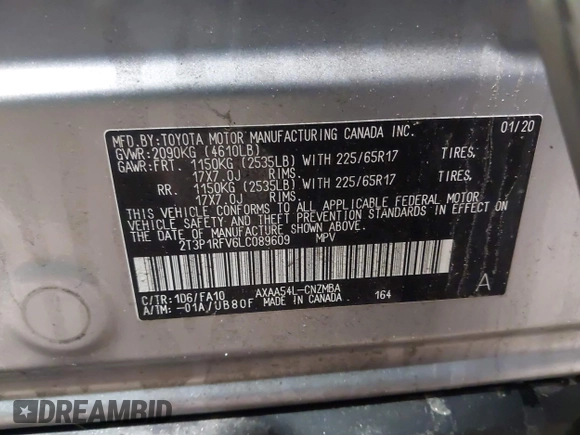 MFD.BY:TOYOTA MOTOR MANUFACTURING CANADA INC. 01/20
GVWR:2090KG (4610LB)
GAWR:FRT. 1150KG (2535LB) WITH 225/65R17 TIRES,
17X7.0J RIMS.
RR. 1150KG (2535LB) WITH 225/65R17 TIRES,
17X7.0J RIMS.
THIS VEHICLE CONFORMS TO ALL APPLICABLE FEDERAL MOTOR
VEHICLE SAFETY AND THEFT PREVENTION STANDARDS IN EFFECT ON
THE DATE OF MANUFACTURE SHOWN ABOVE.
2T3P1RFV6LC089609 MPV
A
C/TR:1D6/FA10 AXAA54L-CNZMBA 164
A/TM:-01A/UB80F MADE IN CANADA
DREAMBID